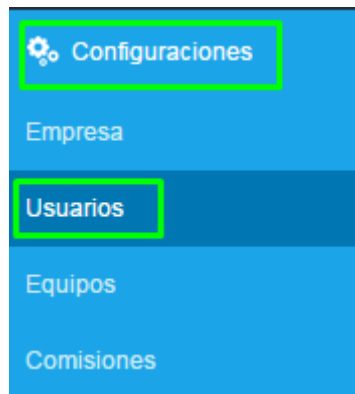 Configuraciones
Empresa
Usuarios
Equipos
Comisiones